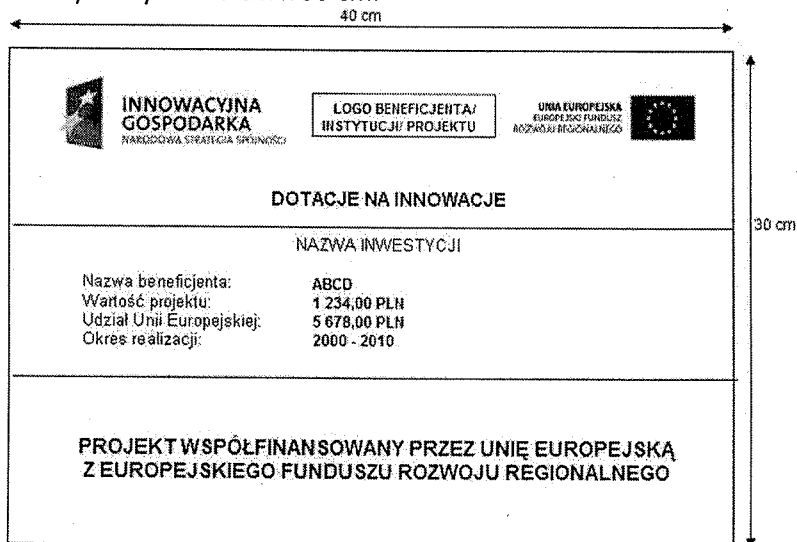 40 cm
INNOWACYJNA
GOSPODARKA
NARODOWA STRATEGIA SPÓJNOŚCI
LOGO BENEFICJENTA/
INSTYTUCJI/ PROJEKTU
UNIA EUROPEJSKA
EUROPEJSKI FUNDUSZ
ROZWOJU REGIONALNEGO
DOTACJE NA INNOWACJE
30 cm
NAZWA INWESTYCJI
Nazwa beneficjenta: ABCD
Wartość projektu: 1 234,00 PLN
Udział Unii Europejskiej: 5 678,00 PLN
Okres realizacji: 2000 - 2010
PROJEKT WSPÓŁFINANSOWANY PRZEZ UNIĘ EUROPEJSKĄ
Z EUROPEJSKIEGO FUNDUSZU ROZWOJU REGIONALNEGO